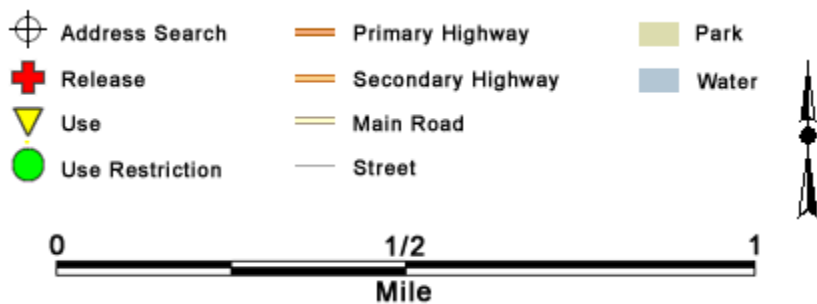 Address Search
Primary Highway
Park
Release
Secondary Highway
Water
Use
Main Road
Use Restriction
Street
0 1/2 1
Mile